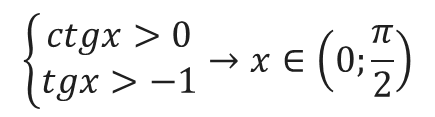 {ctgx > 0
tgx > −1 → x ∈ (0; π/2)